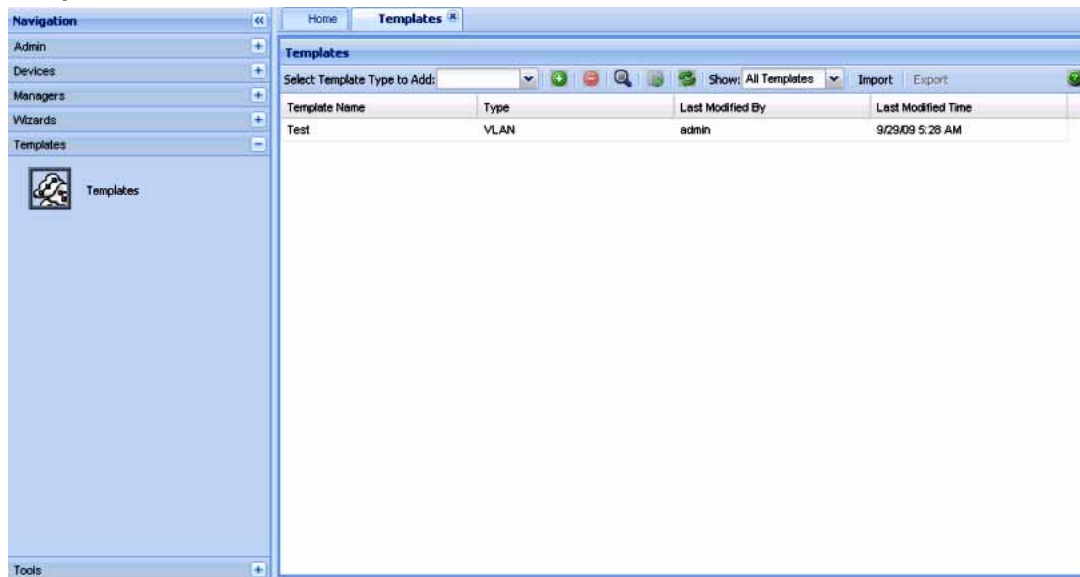 Navigation
Home
Templates
Admin
Templates
Devices
Select Template Type to Add:
Show: All Templates
Import
Export
Managers
Template Name
Type
Last Modified By
Last Modified Time
Wizards
Test
VLAN
admin
9/29/09 5:28 AM
Templates
Templates
Tools